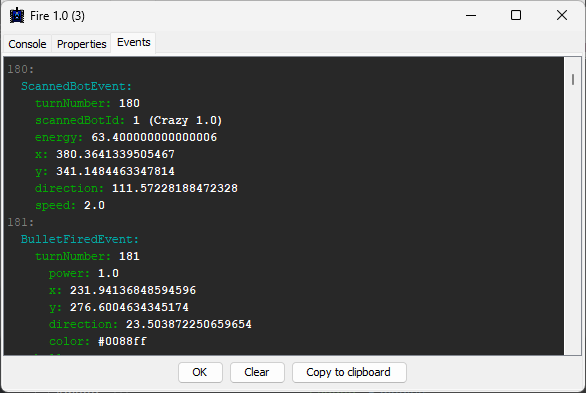 Fire 1.0 (3)
Console Properties Events
180:
ScannedBotEvent:
turnNumber: 180
scannedBotId: 1 (Crazy 1.0)
energy: 63.400000000000006
x: 380.3641339505467
y: 341.1484463347814
direction: 111.57228188472328
speed: 2.0
181:
BulletFiredEvent:
turnNumber: 181
power: 1.0
x: 231.94136848594596
y: 276.6004634345174
direction: 23.503872250659654
color: #0088ff
OK Clear Copy to clipboard